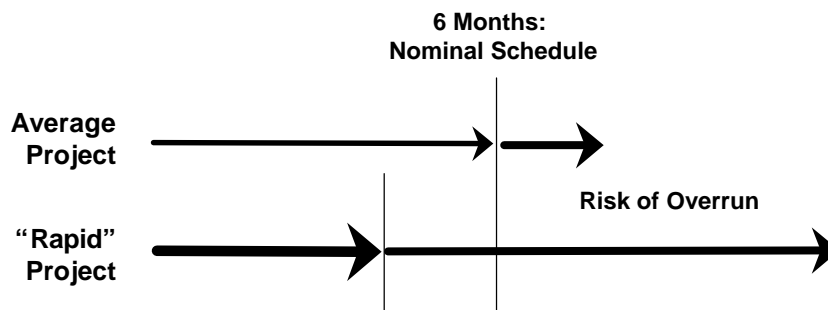 6 Months:
Nominal Schedule
Average
Project
Risk of Overrun
“Rapid”
Project